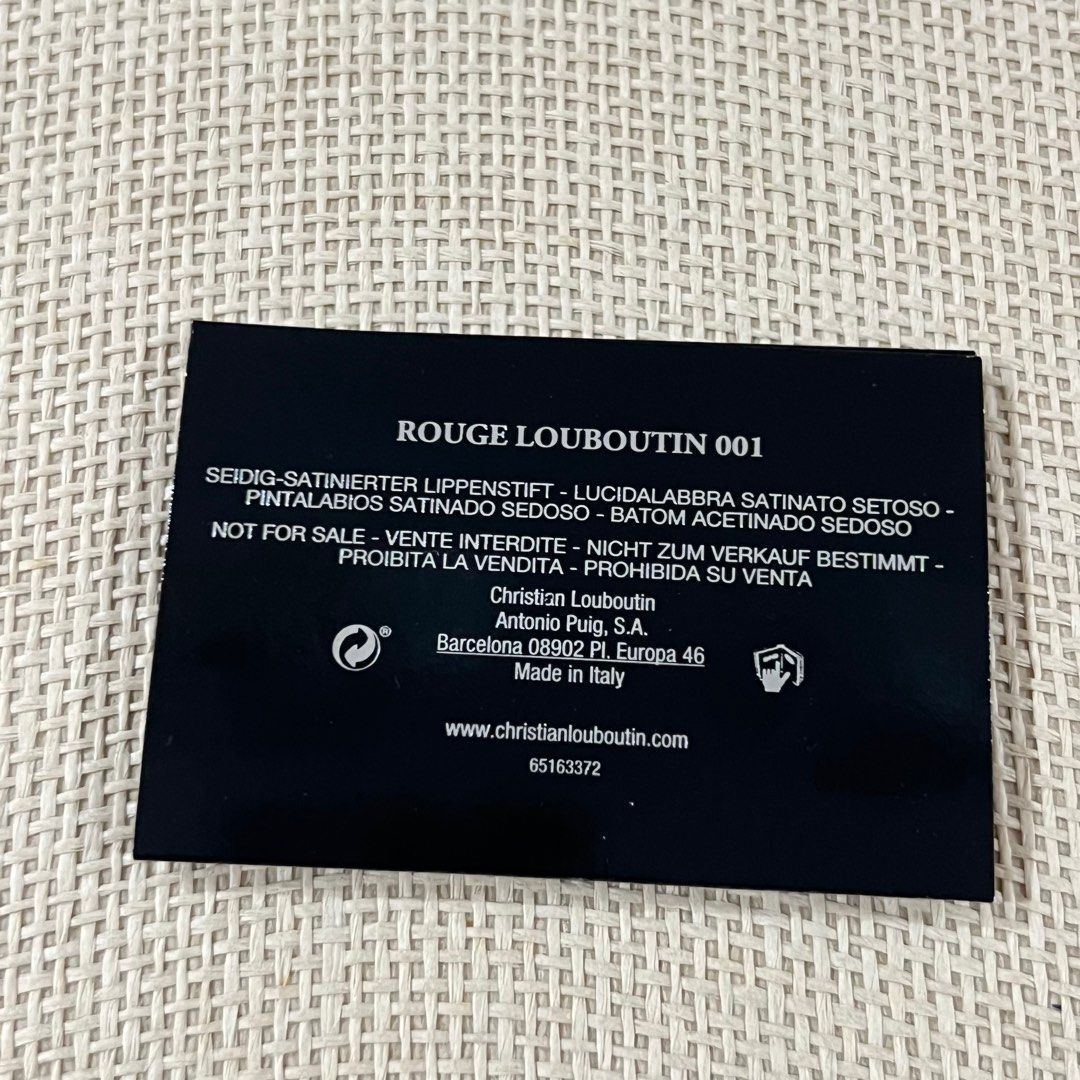 ROUGE LOUBOUTIN 001
SEIDIG-SATINIERTER LIPPENSTIFT - LUCIDALABBRA SATINATO SETOSO -
PINTALABIOS SATINADO SEDOSO - BATOM ACETINADO SEDOSO
NOT FOR SALE - VENTE INTERDITE - NICHT ZUM VERKAUF BESTIMMT -
PROIBITA LA VENDITA - PROHIBIDA SU VENTA
Christian Louboutin
Antonio Puig, S.A.
Barcelona 08902 Pl. Europa 46
Made in Italy
®
www.christianlouboutin.com
65163372